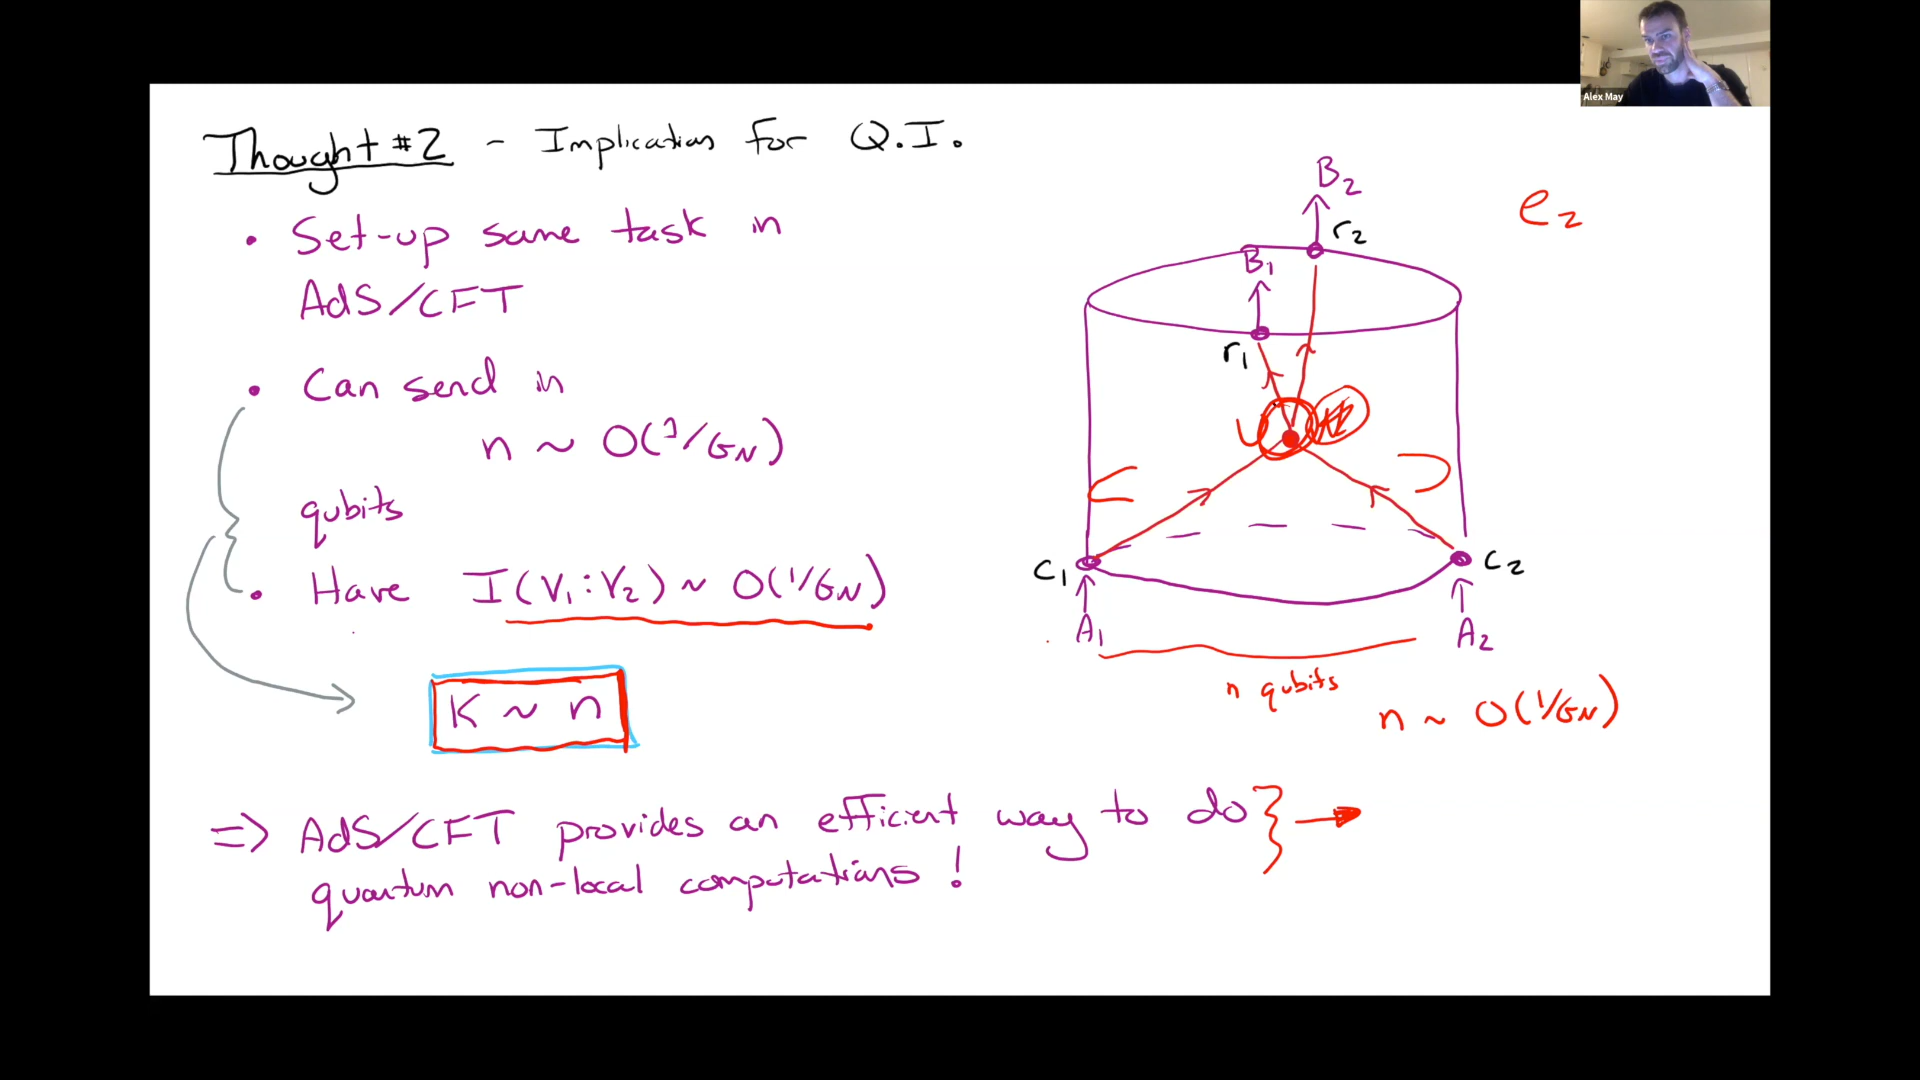 Thought #2 - Implication for Q.I.
• Set-up same task in
AdS/CFT
• Can send in
n ~ O(1/GN)
qubits
• Have I(V1:V2) ~ O(1/GN)
K ~ n
=> AdS/CFT provides an efficient way to do
quantum non-local computations!
B2
r2
e2
B1
r1
U
c1
c2
A1
A2
n qubits
n ~ O(1/GN)
Alex May